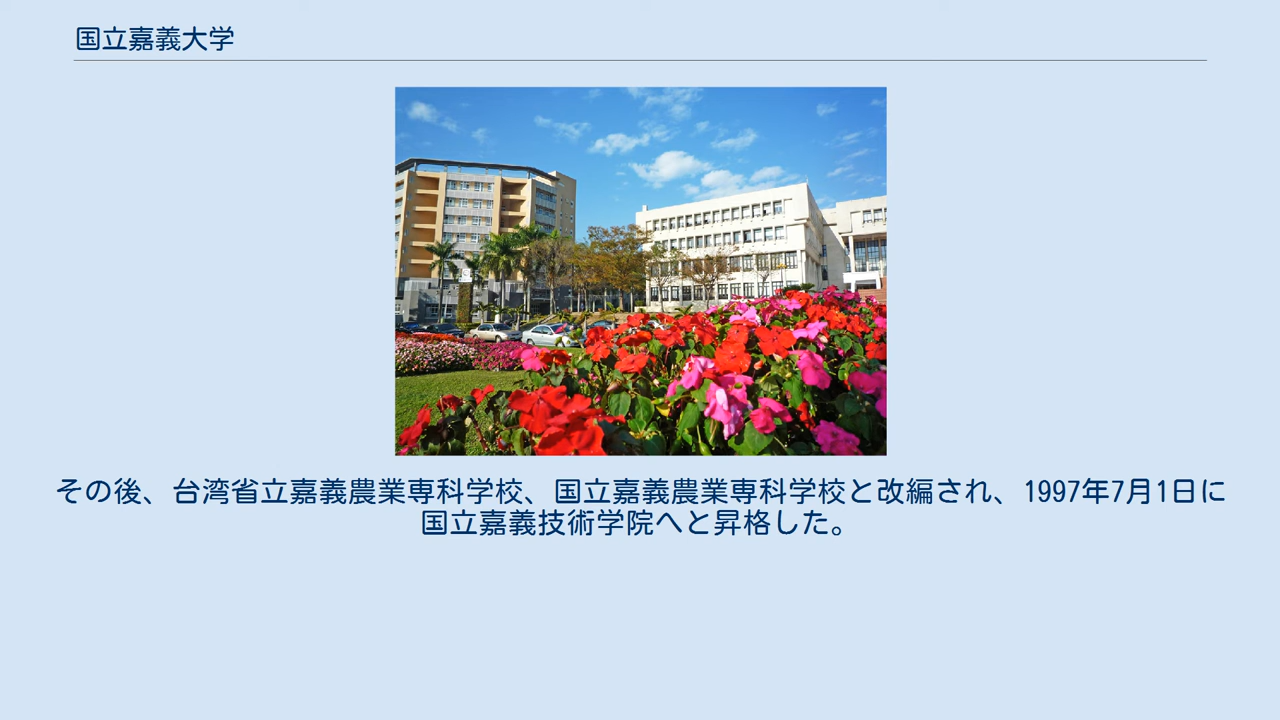 国立嘉義大学
その後、台湾省立嘉義農業専科学校、国立嘉義農業専科学校と改編され、1997年7月1日に
国立嘉義技術学院へと昇格した。